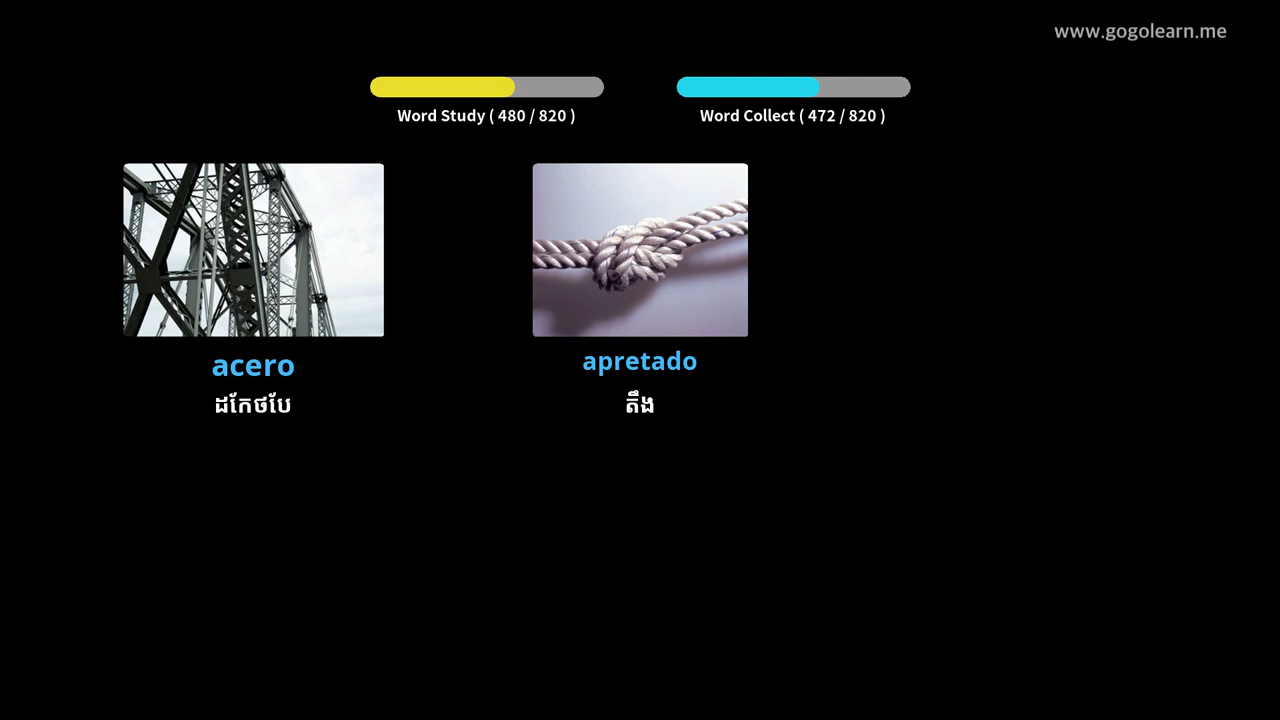 www.gogolearn.me
Word Study ( 480 / 820 )
Word Collect ( 472 / 820 )
acero
ដកែថបែ
apretado
តឹង